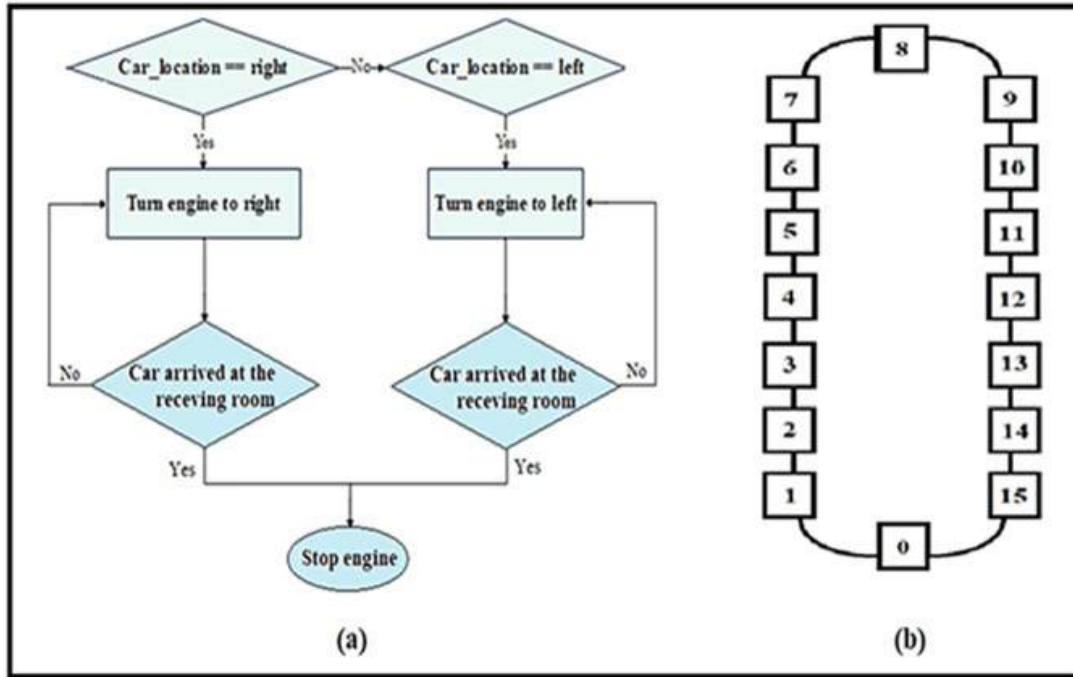 Car_location == right
No
Car_location == left
Yes
Yes
Turn engine to right
Turn engine to left
Car arrived at the
receving room
No
Car arrived at the
receving room
No
Yes
Yes
Stop engine
(a)
8
7
9
6
10
5
11
4
12
3
13
2
14
1
15
0
(b)